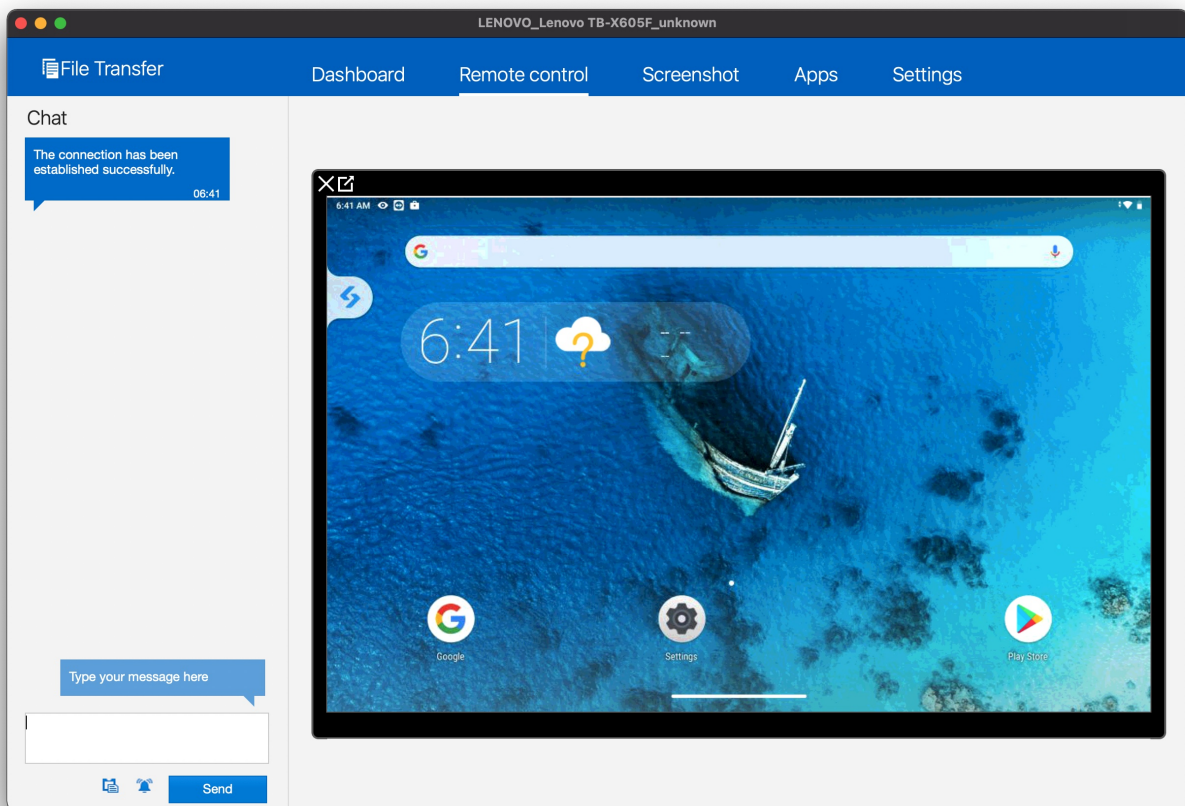 LENOVO_Lenovo TB-X605F_unknown
File Transfer
Dashboard
Remote control
Screenshot
Apps
Settings
Chat
The connection has been
established successfully.
06:41
6:41 AM
6:41
Google
Settings
Play Store
Type your message here
Send